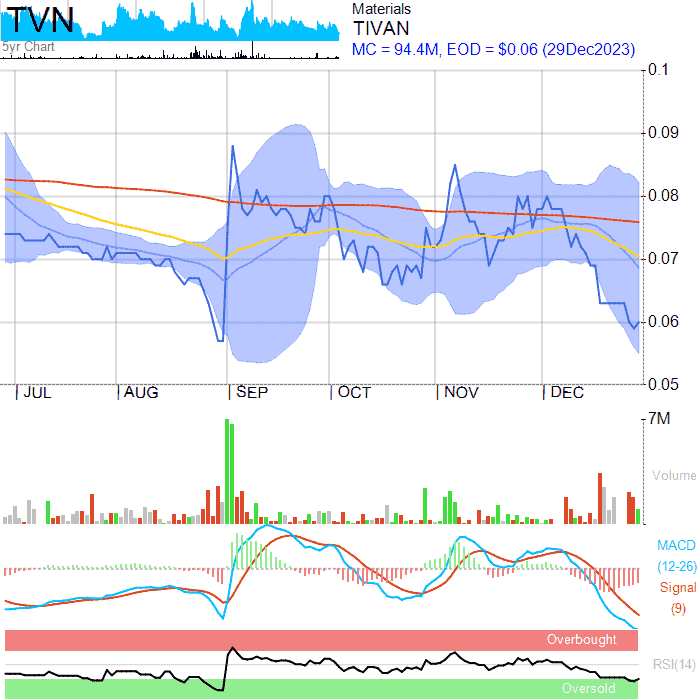 TVN
5yr Chart
Materials
TIVAN
MC = 94.4M, EOD = $0.06 (29Dec2023)
0.1
0.09
0.08
0.07
0.06
0.05
JUL AUG SEP OCT NOV DEC
7M
Volume
MACD
(12-26)
Signal
(9)
Overbought
RSI(14)
Oversold